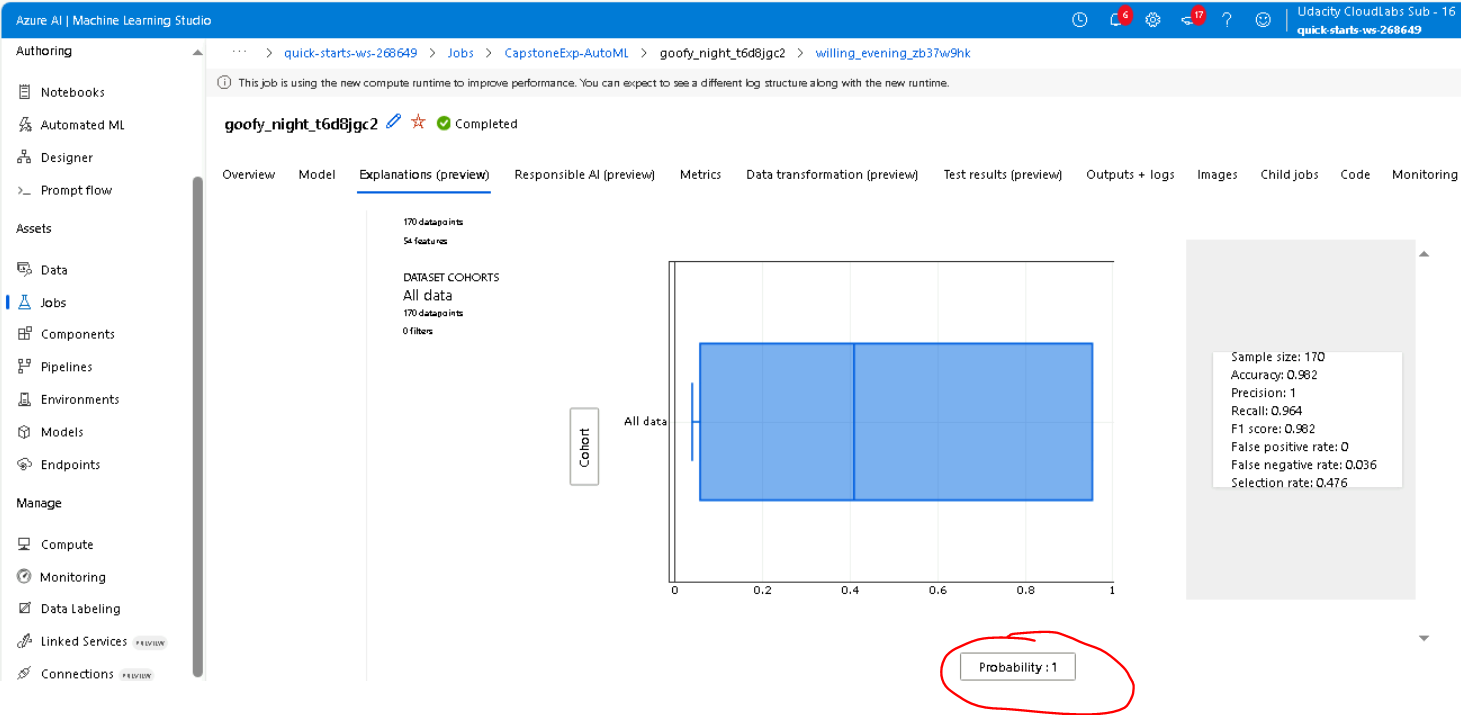 Azure AI | Machine Learning Studio
6
17
?
Udacity CloudLabs Sub - 16
quick-starts-ws-268649
Authoring
Notebooks
Automated ML
Designer
Prompt flow
Assets
Data
Jobs
Components
Pipelines
Environments
Models
Endpoints
Manage
Compute
Monitoring
Data Labeling
Linked Services PREVIEW
Connections PREVIEW
... > quick-starts-ws-268649 > Jobs > CapstoneExp-AutoML > goofy_night_t6d8jgc2 > willing_evening_zb37w9hk
This job is using the new compute runtime to improve performance. You can expect to see a different log structure along with the new runtime.
goofy_night_t6d8jgc2 Completed
Overview Model Explanations (preview) Responsible AI (preview) Metrics Data transformation (preview) Test results (preview) Outputs + logs Images Child jobs Code Monitoring
170 datapoints
54 features
DATASET COHORTS
All data
170 datapoints
0 filters
Cohort
All data
0 0.2 0.4 0.6 0.8 1
Probability : 1
Sample size: 170
Accuracy: 0.982
Precision: 1
Recall: 0.964
F1 score: 0.982
False positive rate: 0
False negative rate: 0.036
Selection rate: 0.476